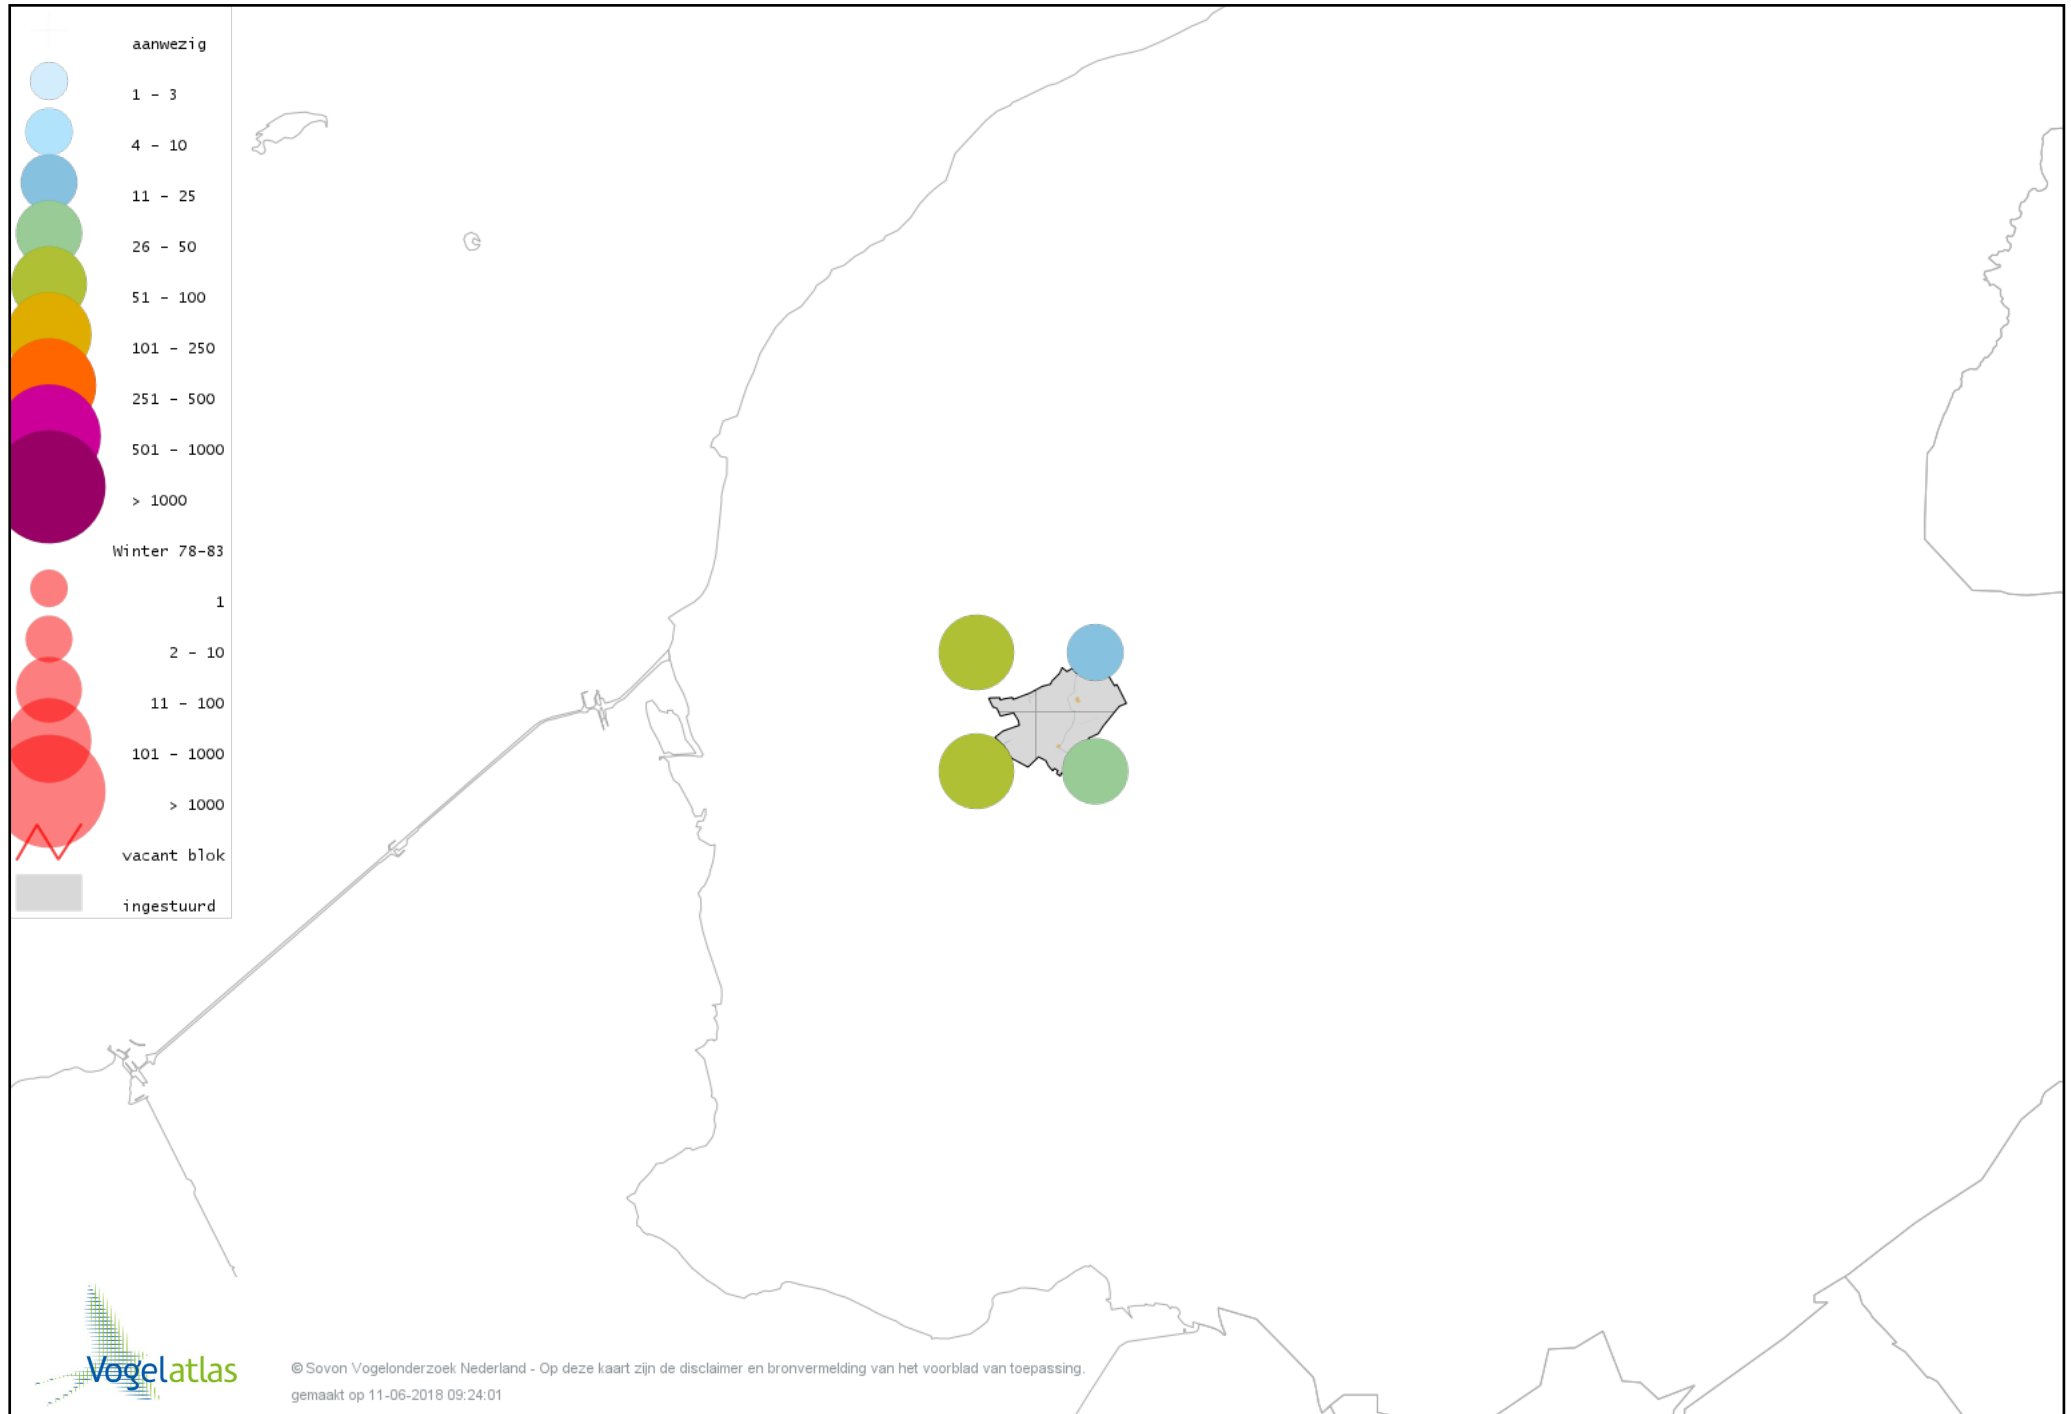 aanwezig
1 - 3
4 - 10
11 - 25
26 - 50
51 - 100
101 - 250
251 - 500
501 - 1000
> 1000
Winter 78-83
1
2 - 10
11 - 100
101 - 1000
> 1000
vacant blok
ingestuurd
Vogelatlas
© Sovon Vogelonderzoek Nederland - Op deze kaart zijn de disclaimer en bronvermelding van het voorblad van toepassing.
gemaakt op 11-06-2018 09:24:01